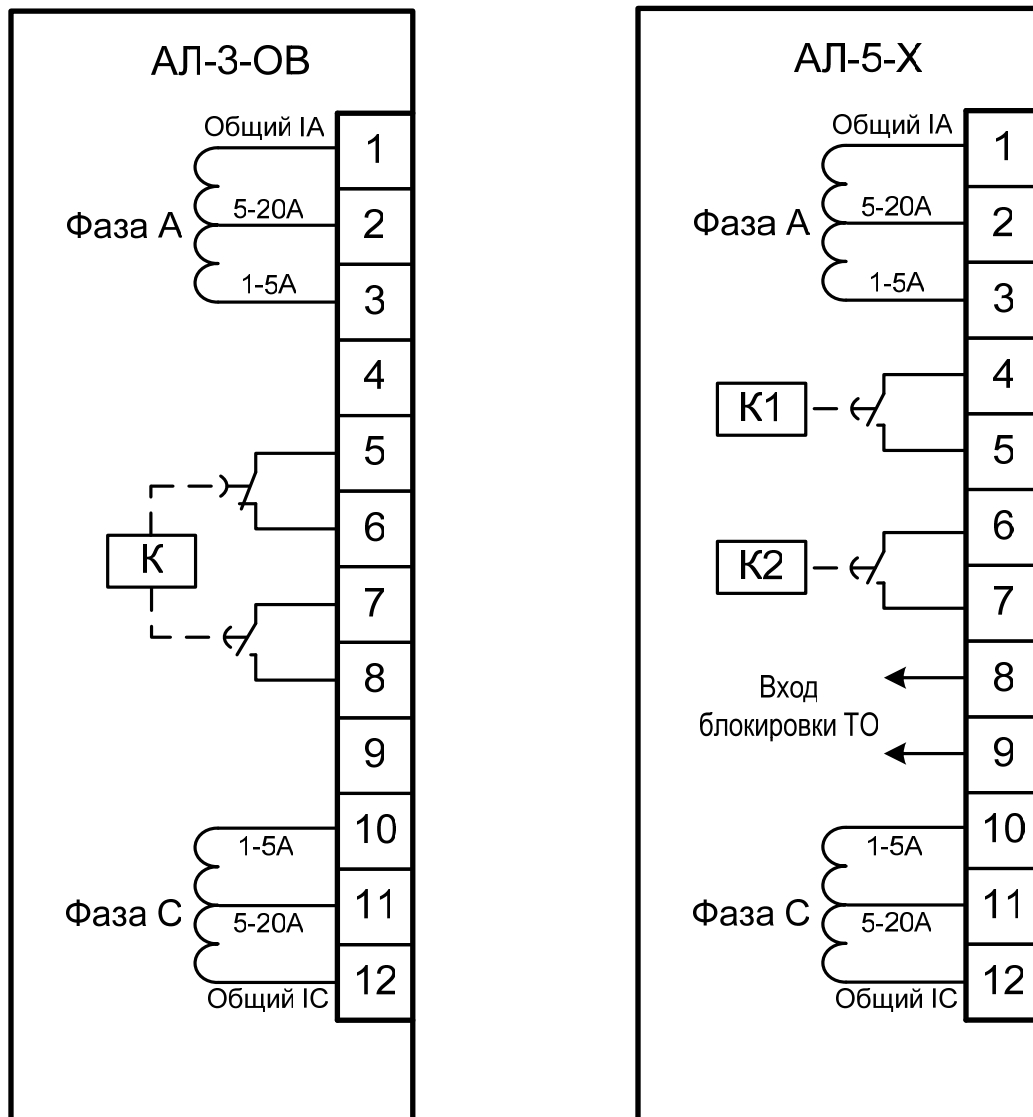 АЛ-3-ОВ
Общий IA
1
Фаза А
5-20А
2
1-5А
3
4
5
6
К
7
8
9
10
1-5А
Фаза С
11
5-20А
12
Общий IC
АЛ-5-Х
Общий IA
1
Фаза А
5-20А
2
1-5А
3
4
К1
5
6
К2
7
8
Вход
блокировки ТО
9
10
1-5А
Фаза С
11
5-20А
12
Общий IC